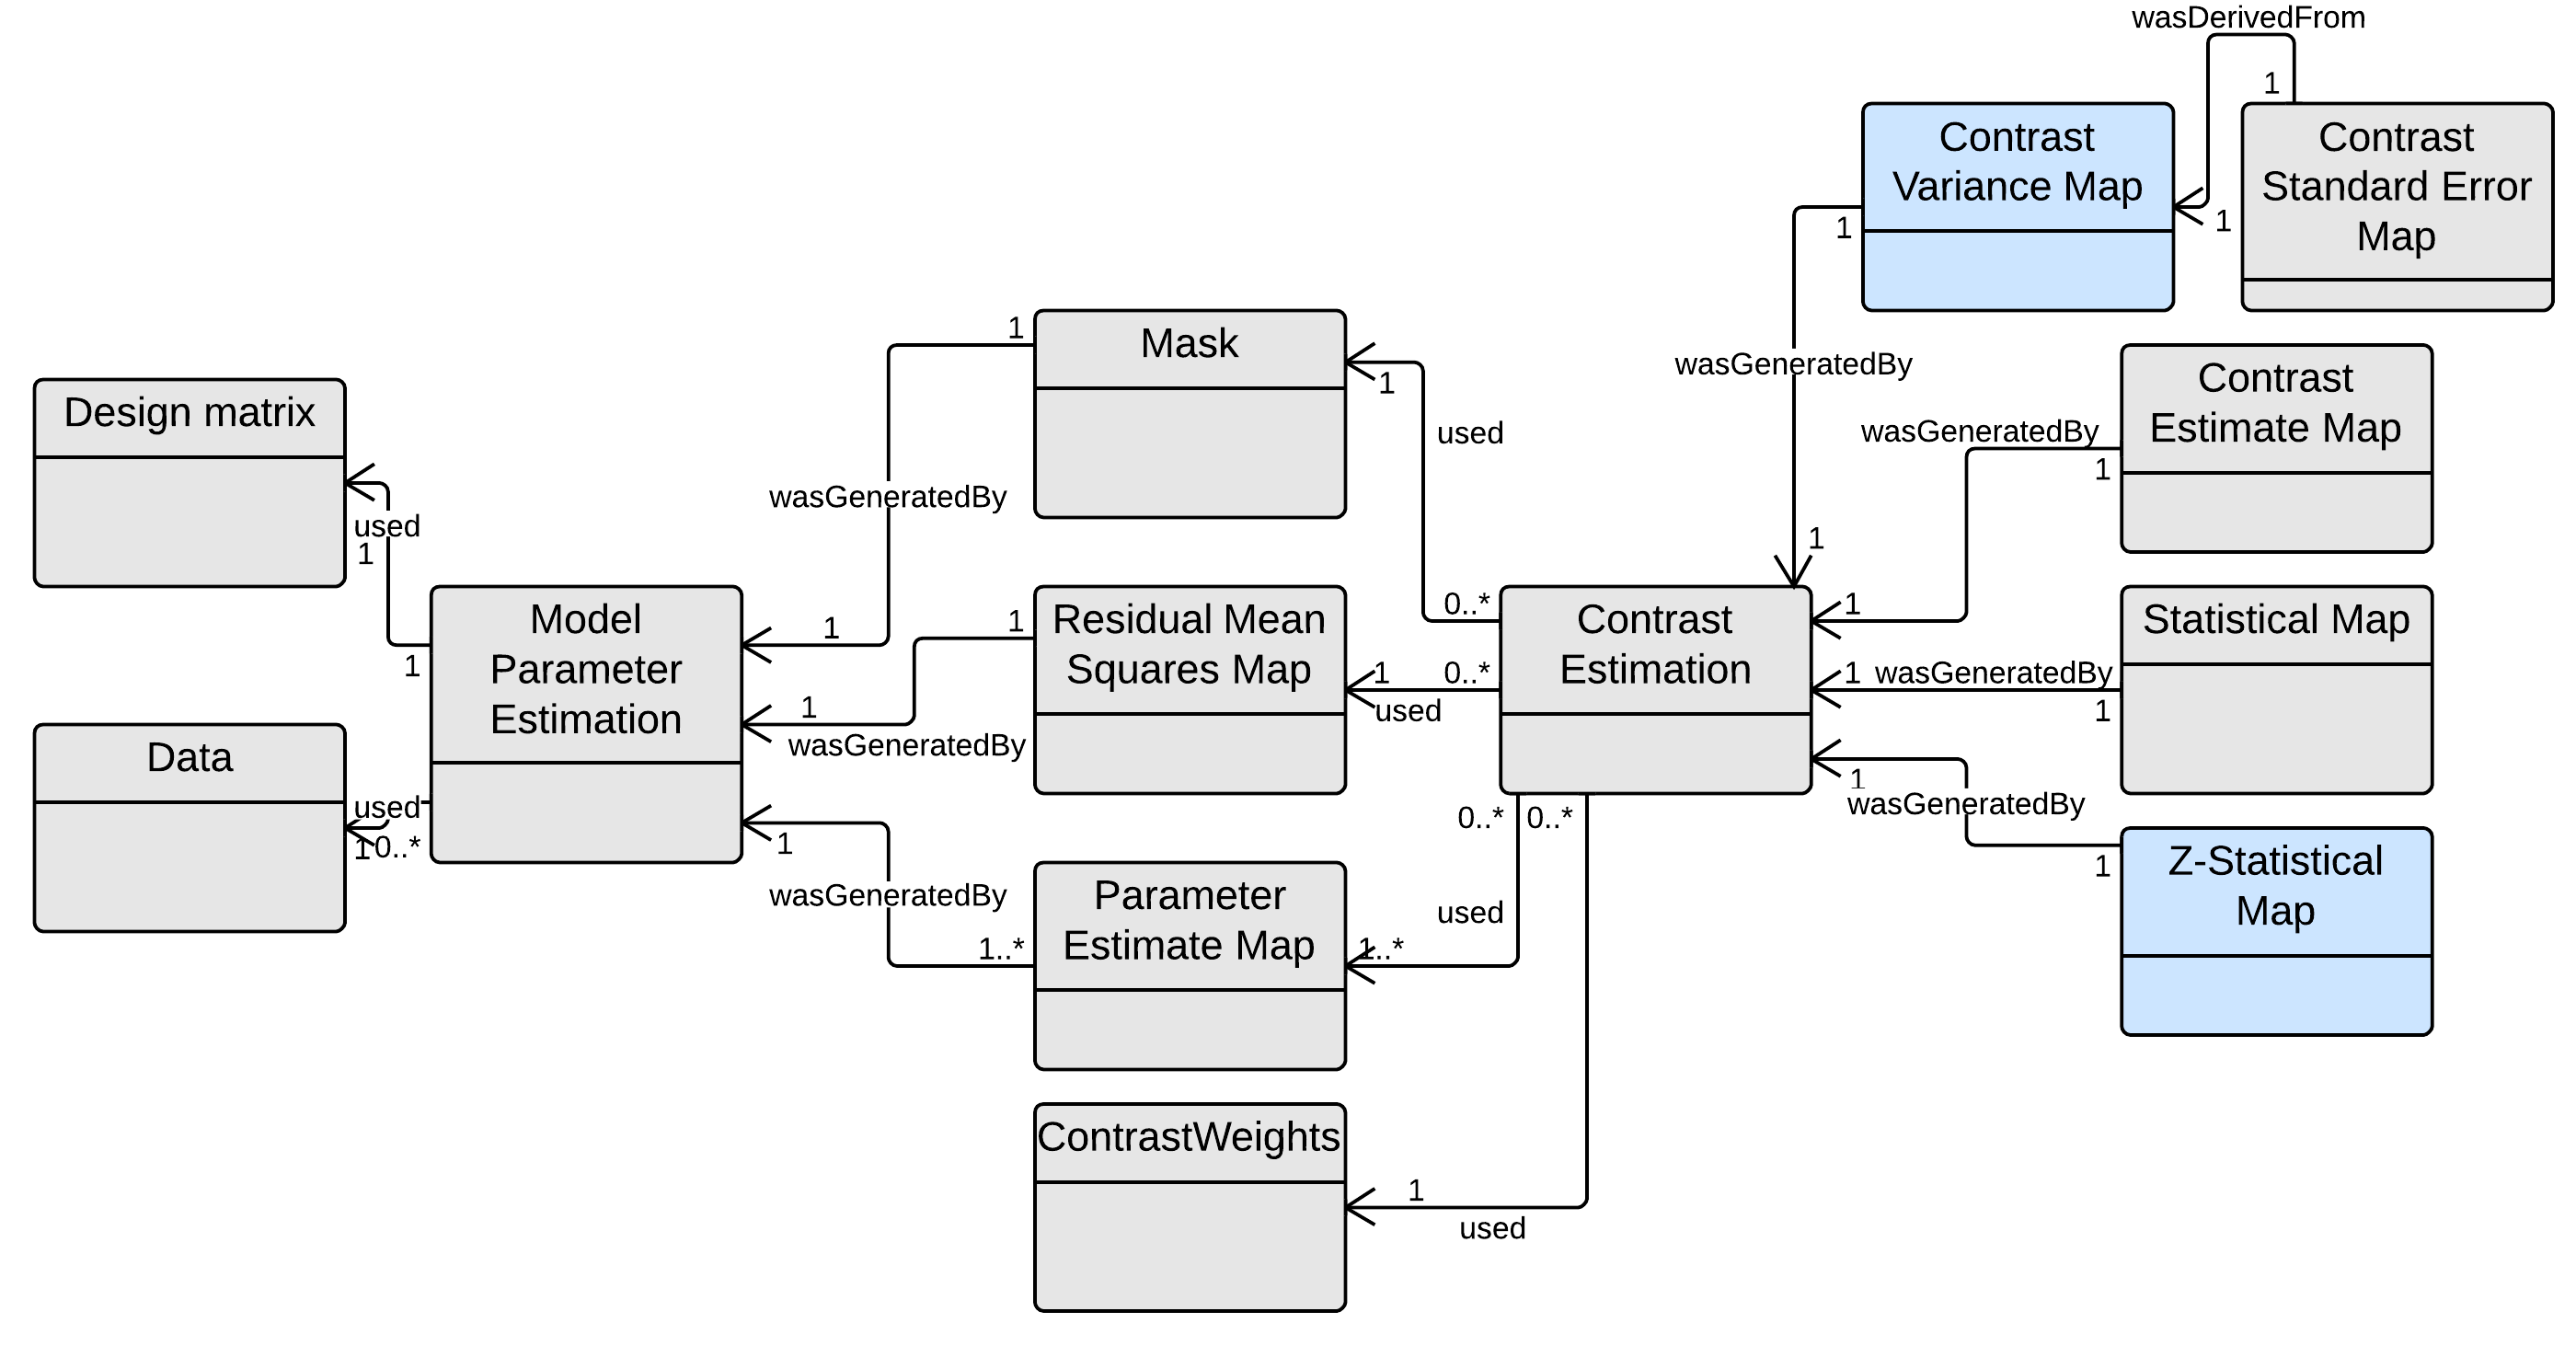 wasDerivedFrom
1
Contrast
Variance Map
Contrast
Standard Error
Map
1
1
wasGeneratedBy
1
Mask
1
1
used
0..*
Design matrix
used
1
1
Data
used
1
0..*
Model
Parameter
Estimation
wasGeneratedBy
1
1
Residual Mean
Squares Map
1
wasGeneratedBy
1
wasGeneratedBy
1..*
Parameter
Estimate Map
1
0..*
used
Contrast
Estimation
0..*
0..*
used
1..*
ContrastWeights
1
used
Contrast
Estimate Map
wasGeneratedBy
1
1
Statistical Map
1
wasGeneratedBy
1
1
wasGeneratedBy
1
Z-Statistical
Map